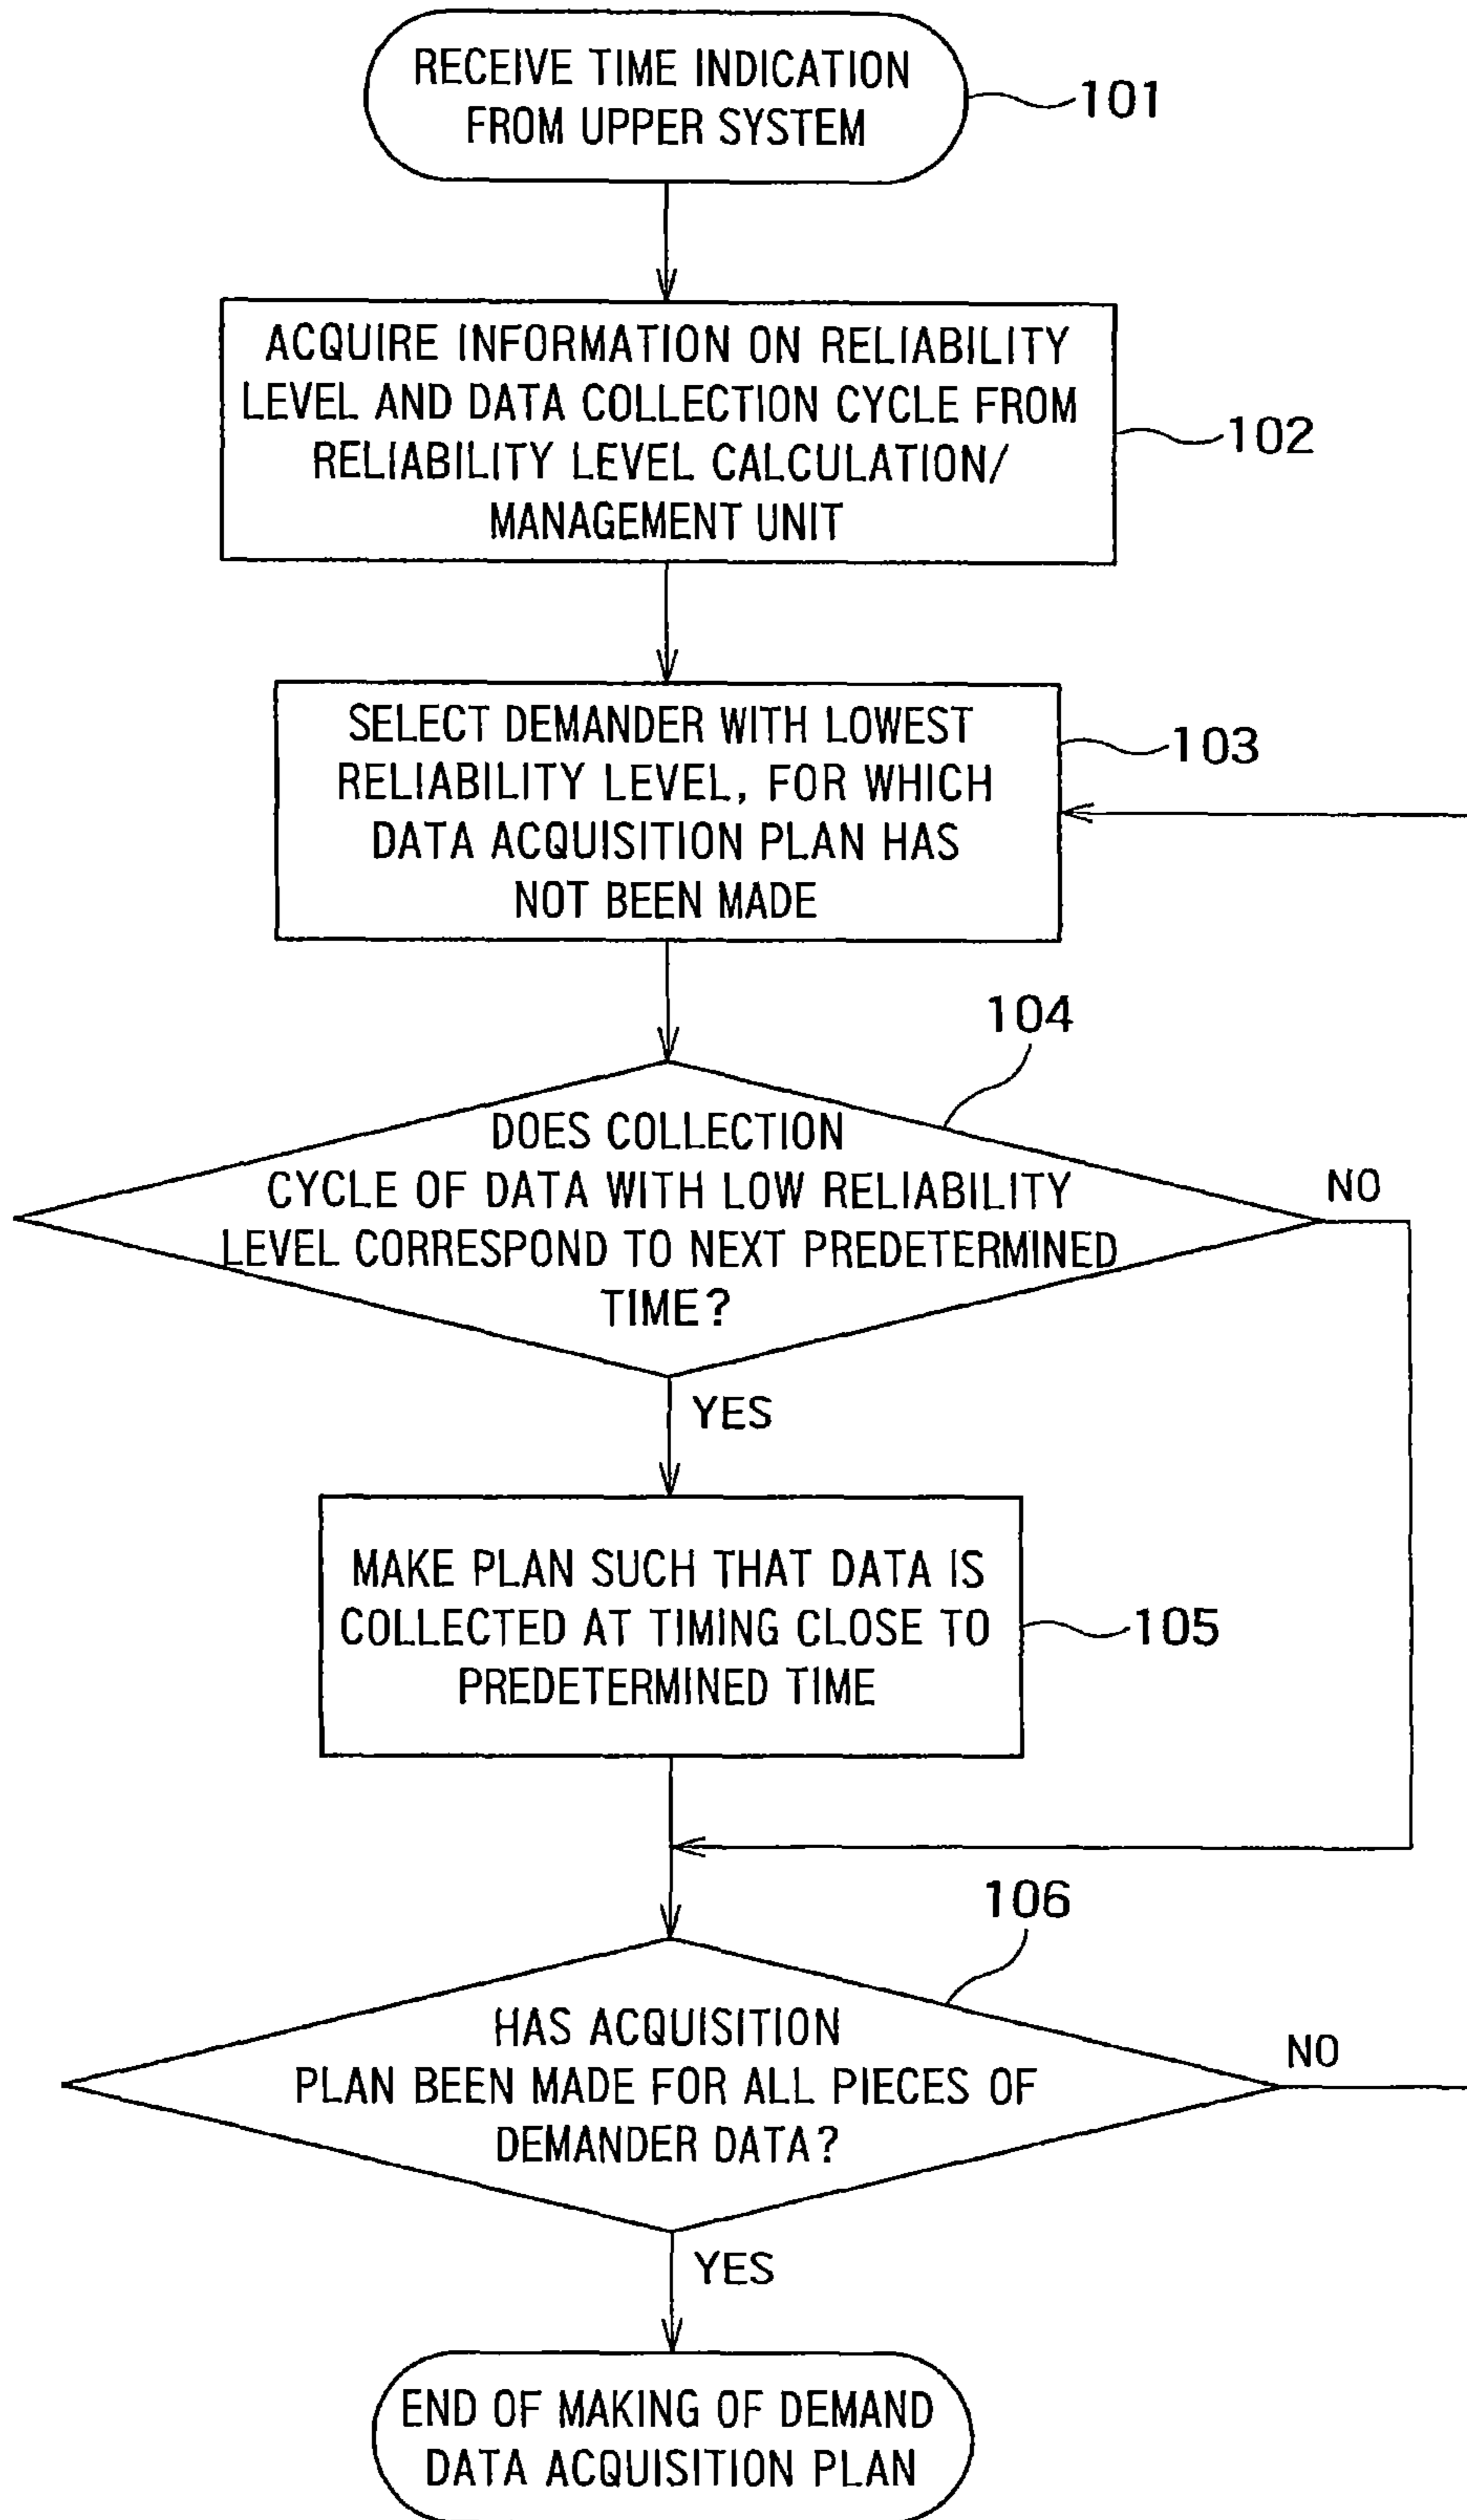 RECEIVE TIME INDICATION
FROM UPPER SYSTEM
101
ACQUIRE INFORMATION ON RELIABILITY
LEVEL AND DATA COLLECTION CYCLE FROM
RELIABILITY LEVEL CALCULATION/
MANAGEMENT UNIT
102
SELECT DEMANDER WITH LOWEST
RELIABILITY LEVEL, FOR WHICH
DATA ACQUISITION PLAN HAS
NOT BEEN MADE
103
104
DOES COLLECTION
CYCLE OF DATA WITH LOW RELIABILITY
LEVEL CORRESPOND TO NEXT PREDETERMINED
TIME?
NO
YES
MAKE PLAN SUCH THAT DATA IS
COLLECTED AT TIMING CLOSE TO
PREDETERMINED TIME
105
106
HAS ACQUISITION
PLAN BEEN MADE FOR ALL PIECES OF
DEMANDER DATA?
NO
YES
END OF MAKING OF DEMAND
DATA ACQUISITION PLAN